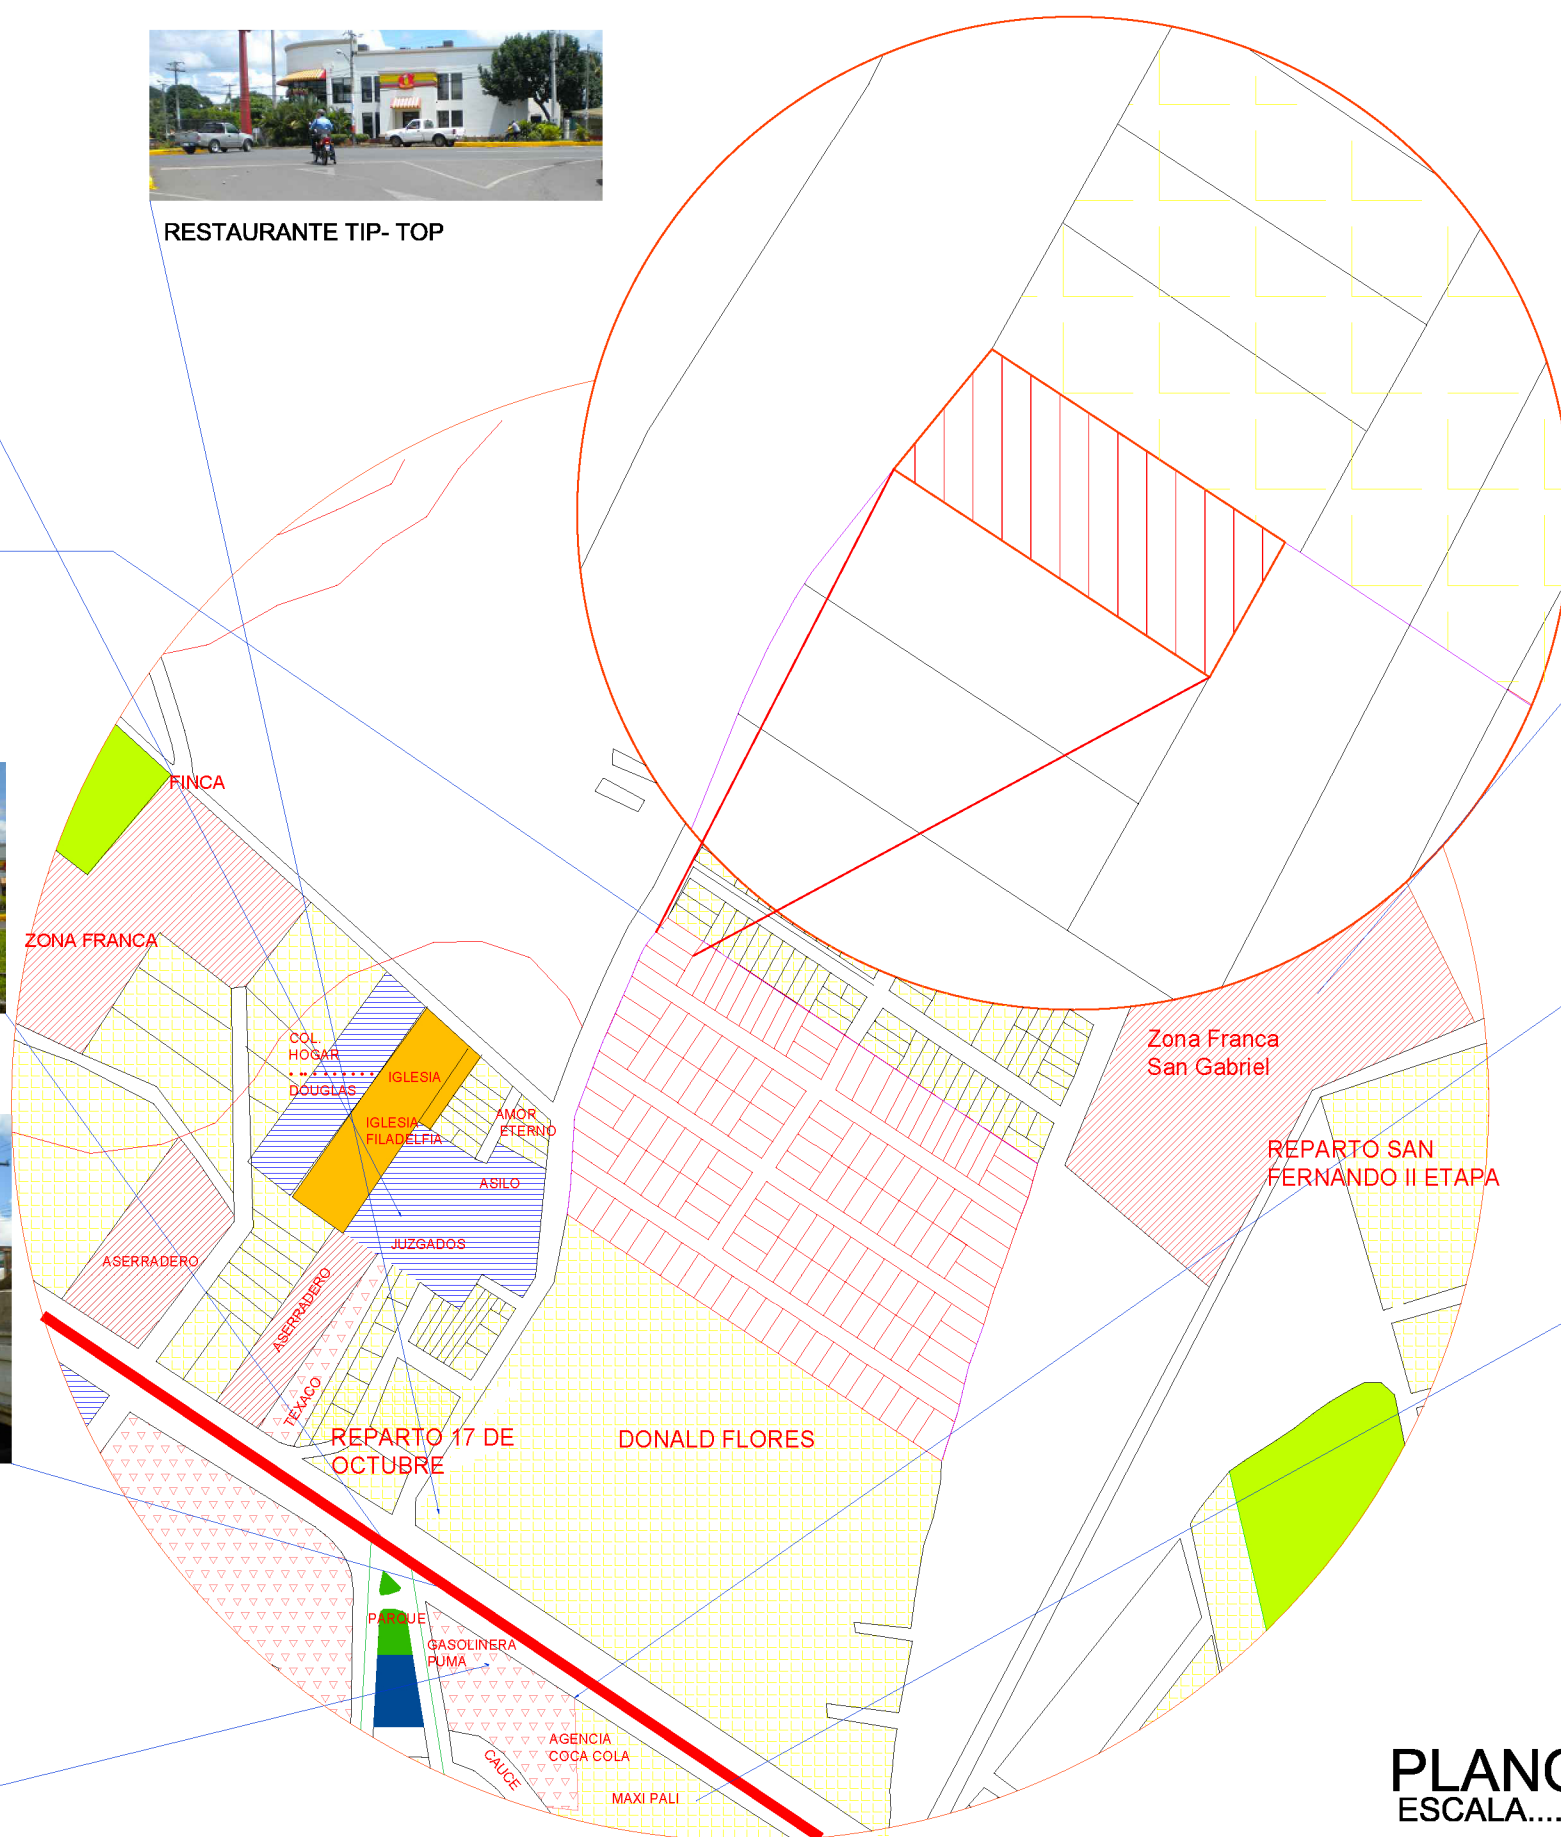 RESTAURANTE TIP- TOP
FINCA
ZONA FRANCA
COL.
HOGAR
DOUGLAS
IGLESIA
IGLESIA
FILADELFIA
AMOR
ETERNO
ASILO
JUZGADOS
ASERRADERO
ASERRADERO
TEXACO
Zona Franca
San Gabriel
REPARTO SAN
FERNANDO II ETAPA
REPARTO 17 DE
OCTUBRE
DONALD FLORES
PARQUE
GASOLINERA
PUMA
AGENCIA
COCA COLA
CAUCE
MAXI PALI
PLANO
ESCALA....